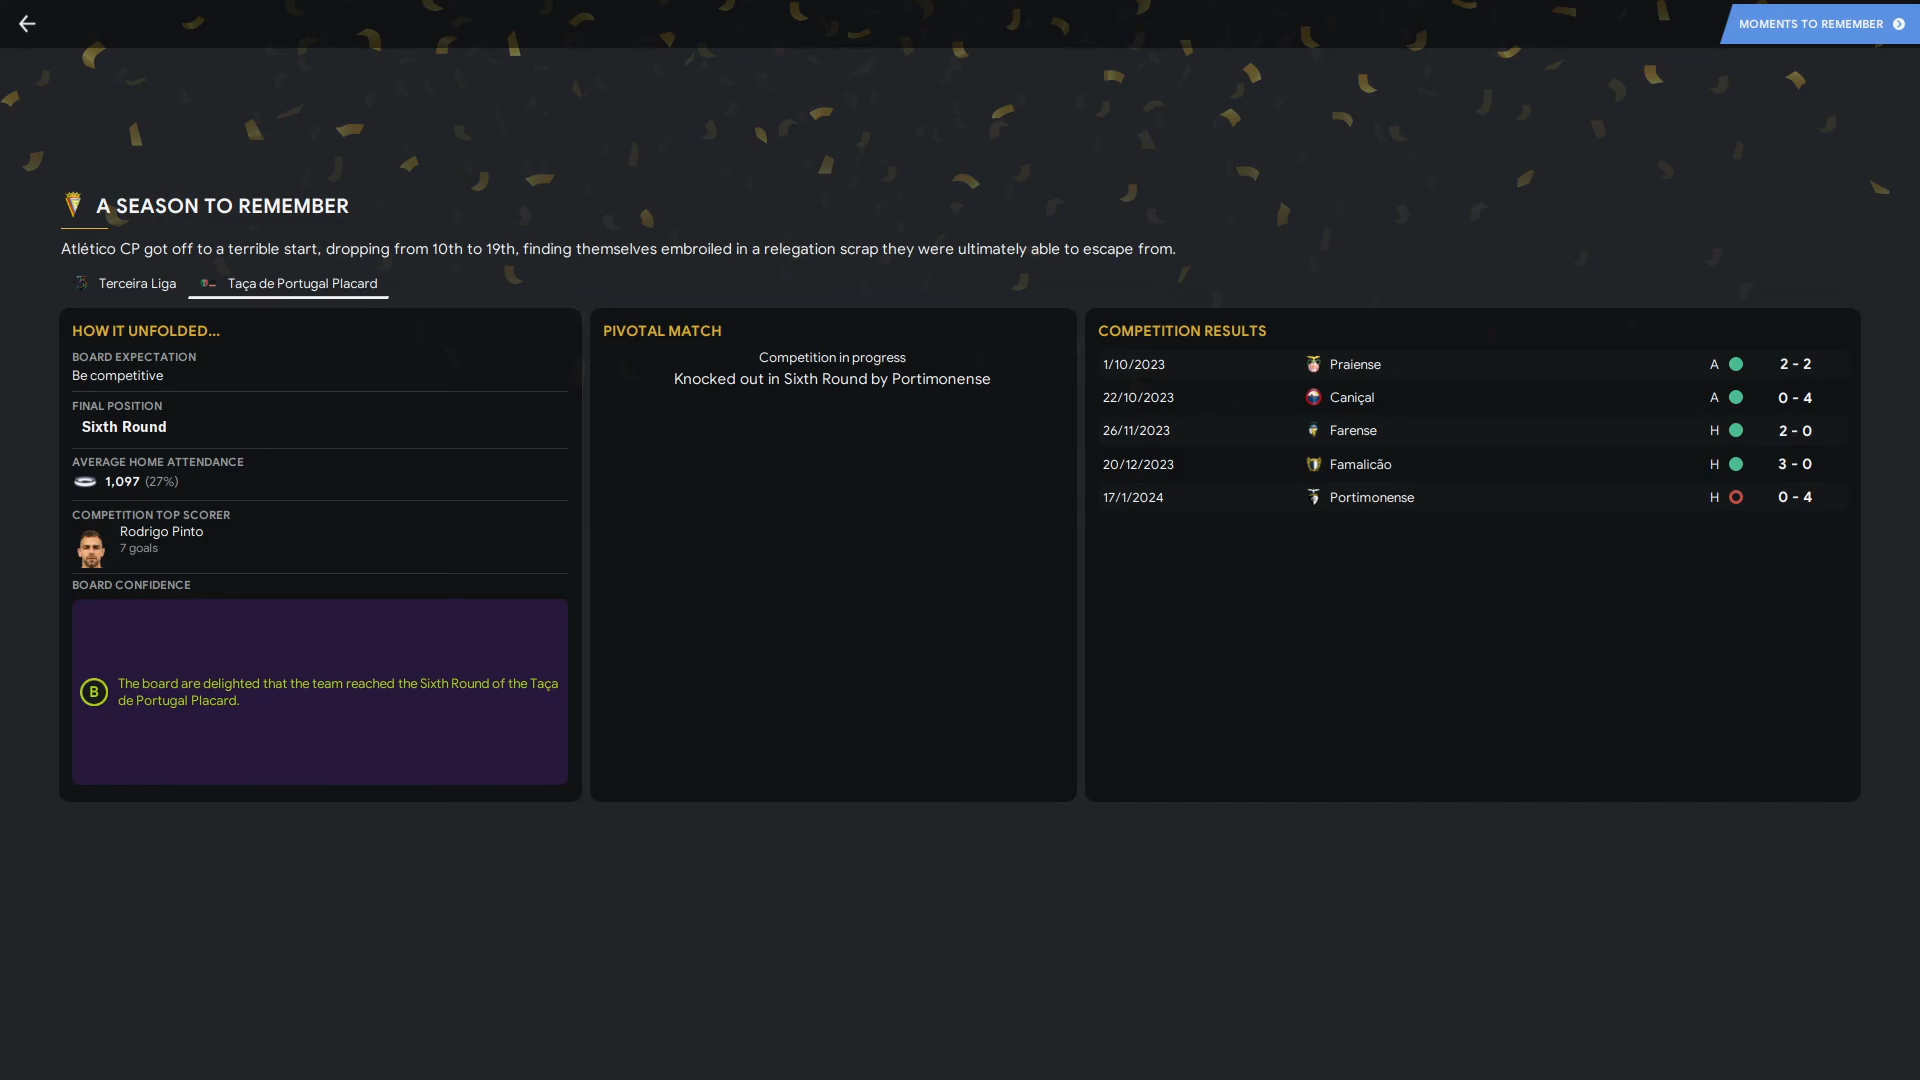 MOMENTS TO REMEMBER
A SEASON TO REMEMBER
Atlético CP got off to a terrible start, dropping from 10th to 19th, finding themselves embroiled in a relegation scrap they were ultimately able to escape from.
Terceira Liga
Taça de Portugal Placard
HOW IT UNFOLDED...
BOARD EXPECTATION
Be competitive
FINAL POSITION
Sixth Round
AVERAGE HOME ATTENDANCE
1,097 (27%)
COMPETITION TOP SCORER
Rodrigo Pinto
7 goals
BOARD CONFIDENCE
B
The board are delighted that the team reached the Sixth Round of the Taça
de Portugal Placard.
PIVOTAL MATCH
Competition in progress
Knocked out in Sixth Round by Portimonense
COMPETITION RESULTS
1/10/2023 Praiense A 2 - 2
22/10/2023 Caniçal A 0 - 4
26/11/2023 Farense H 2 - 0
20/12/2023 Famalicão H 3 - 0
17/1/2024 Portimonense H 0 - 4